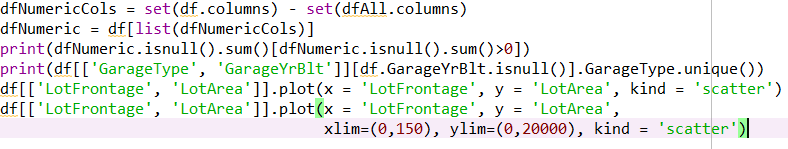 dfNumericCols = set(df.columns) - set(dfAll.columns)
dfNumeric = df[list(dfNumericCols)]
print(dfNumeric.isnull().sum()[dfNumeric.isnull().sum()>0])
print(df[['GarageType', 'GarageYrBlt']][df.GarageYrBlt.isnull()].GarageType.unique())
df[['LotFrontage', 'LotArea']].plot(x = 'LotFrontage', y = 'LotArea', kind = 'scatter')
df[['LotFrontage', 'LotArea']].plot(x = 'LotFrontage', y = 'LotArea',
xlim=(0,150), ylim=(0,20000), kind = 'scatter')